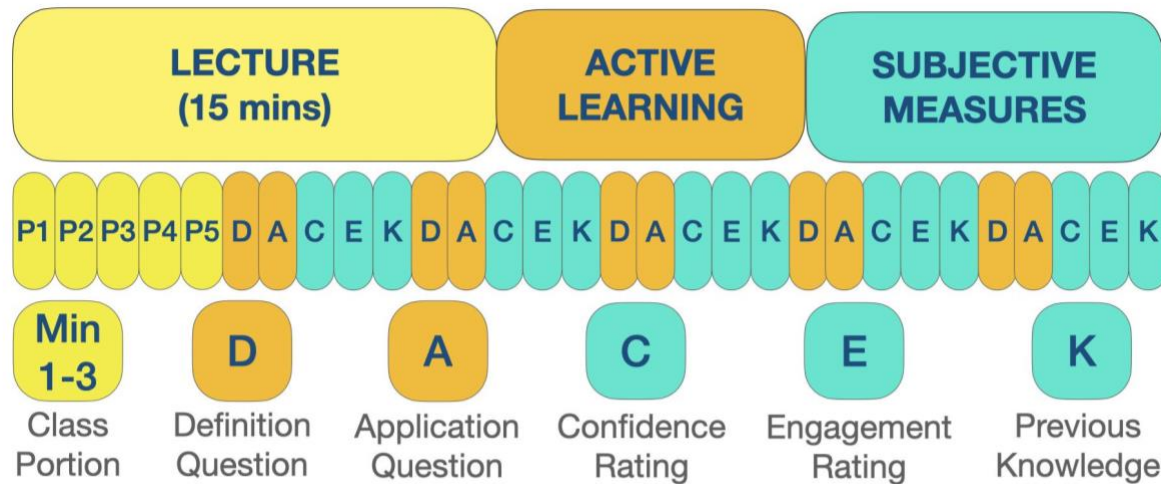 LECTURE
(15 mins)
ACTIVE
LEARNING
SUBJECTIVE
MEASURES
P1 P2 P3 P4 P5 D A C E K D A C E K D A C E K D A C E K D A C E K
Min
1-3
D
A
C
E
K
Class
Portion
Definition
Question
Application
Question
Confidence
Rating
Engagement
Rating
Previous
Knowledge